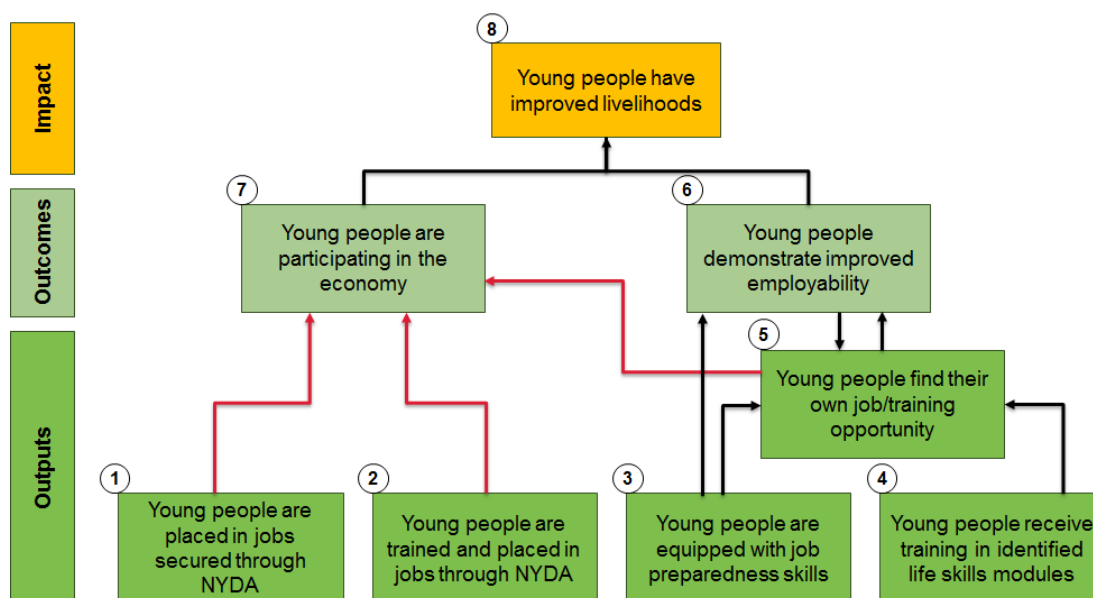 Impact
8
Young people have
improved livelihoods
Outcomes
7
Young people are
participating in the
economy
6
Young people
demonstrate improved
employability
Outputs
5
Young people find their
own job/training
opportunity
1
Young people are
placed in jobs
secured through
NYDA
2
Young people are
trained and placed in
jobs through NYDA
3
Young people are
equipped with job
preparedness skills
4
Young people receive
training in identified
life skills modules